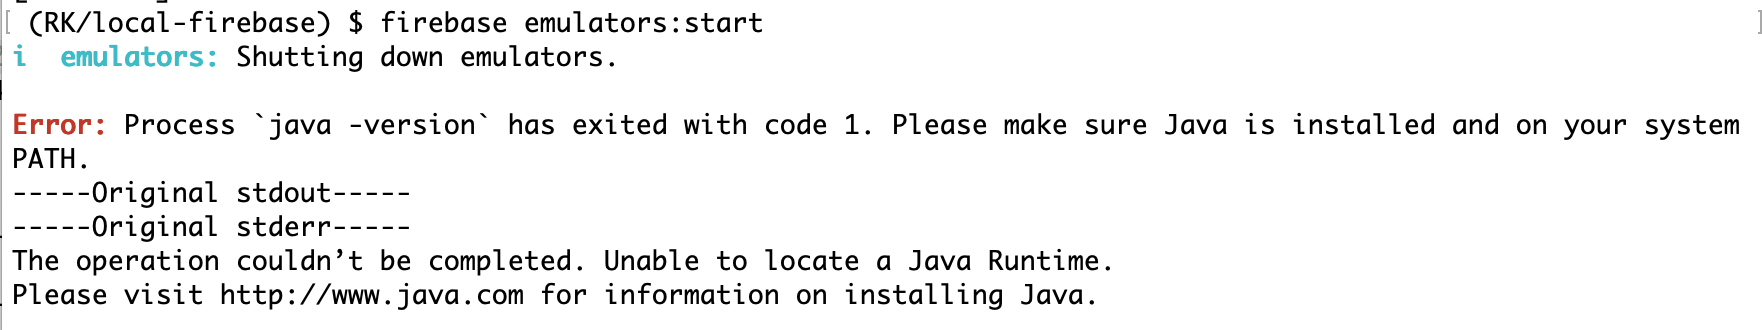 (RK/local-firebase) $ firebase emulators:start
i  emulators: Shutting down emulators.
Error: Process `java -version` has exited with code 1. Please make sure Java is installed and on your system
PATH.
-----Original stdout-----
-----Original stderr-----
The operation couldn’t be completed. Unable to locate a Java Runtime.
Please visit http://www.java.com for information on installing Java.